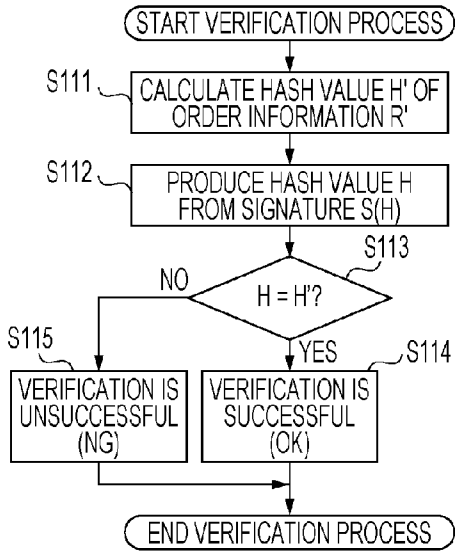 START VERIFICATION PROCESS
S111
CALCULATE HASH VALUE H' OF
ORDER INFORMATION R'
S112
PRODUCE HASH VALUE H
FROM SIGNATURE S(H)
S113
H = H'?
NO
YES
S115
VERIFICATION IS
UNSUCCESSFUL
(NG)
S114
VERIFICATION IS
SUCCESSFUL
(OK)
END VERIFICATION PROCESS